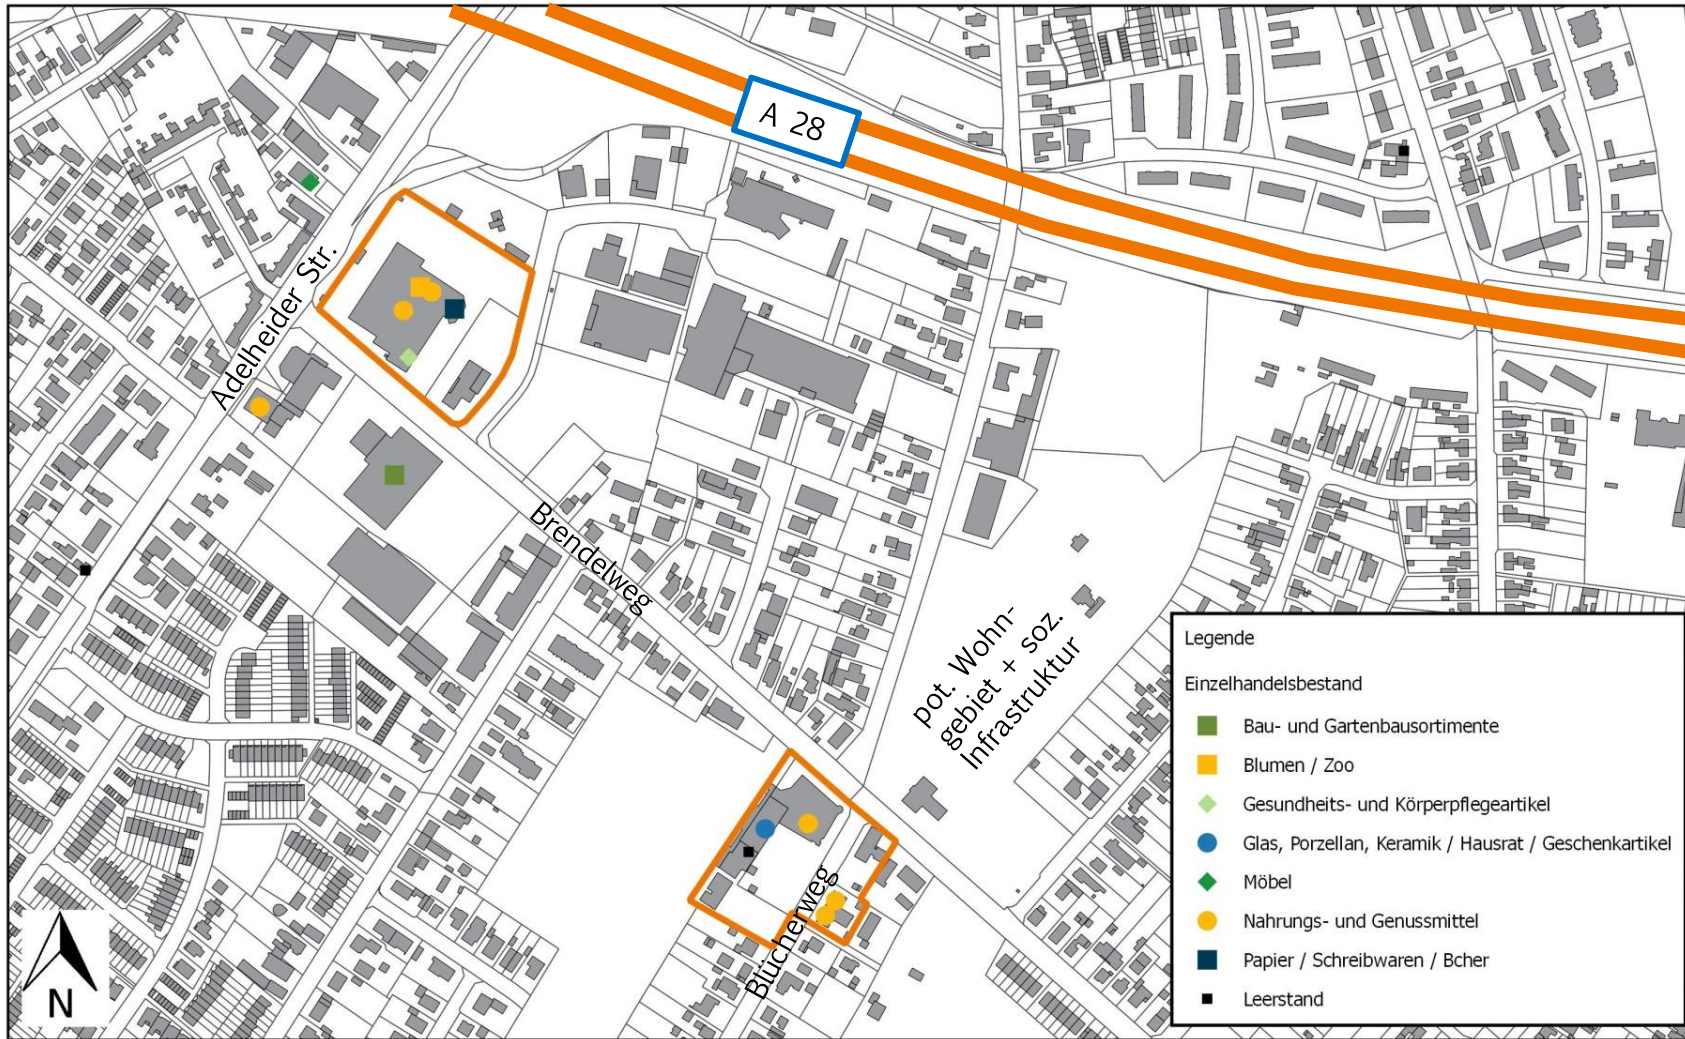 A 28
Adelheider Str.
Brendelweg
pot. Wohn-
gebiet + soz.
Infrastruktur
Blücherweg
N
Legende
Einzelhandelsbestand
Bau- und Gartenbausortimente
Blumen / Zoo
Gesundheits- und Körperpflegeartikel
Glas, Porzellan, Keramik / Hausrat / Geschenkartikel
Möbel
Nahrungs- und Genussmittel
Papier / Schreibwaren / Bcher
Leerstand